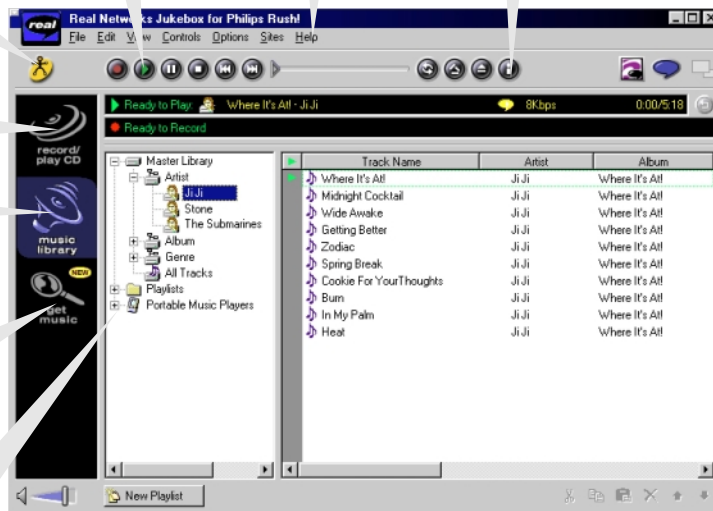 real
Real Networks Jukebox for Philips Rush!
File Edit View Controls Options Sites Help
Ready to Play: Where It's At! - Ji Ji 8Kbps 0:00/5:18
Ready to Record
record/
play CD
music
library
NEW
get
music
Master Library
Artist
Ji Ji
Stone
The Submarines
Album
Genre
All Tracks
Playlists
Portable Music Players
Track Name Artist Album
Where It's At! Ji Ji Where It's At!
Midnight Cocktail Ji Ji Where It's At!
Wide Awake Ji Ji Where It's At!
Getting Better Ji Ji Where It's At!
Zodiac Ji Ji Where It's At!
Spring Break Ji Ji Where It's At!
Cookie For YourThoughts Ji Ji Where It's At!
Burn Ji Ji Where It's At!
In My Palm Ji Ji Where It's At!
Heat Ji Ji Where It's At!
New Playlist